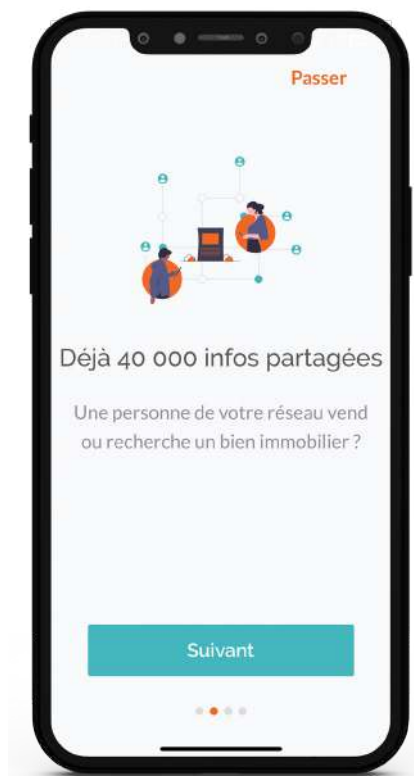 Passer
Déjà 40 000 infos partagées
Une personne de votre réseau vend
ou recherche un bien immobilier ?
Suivant